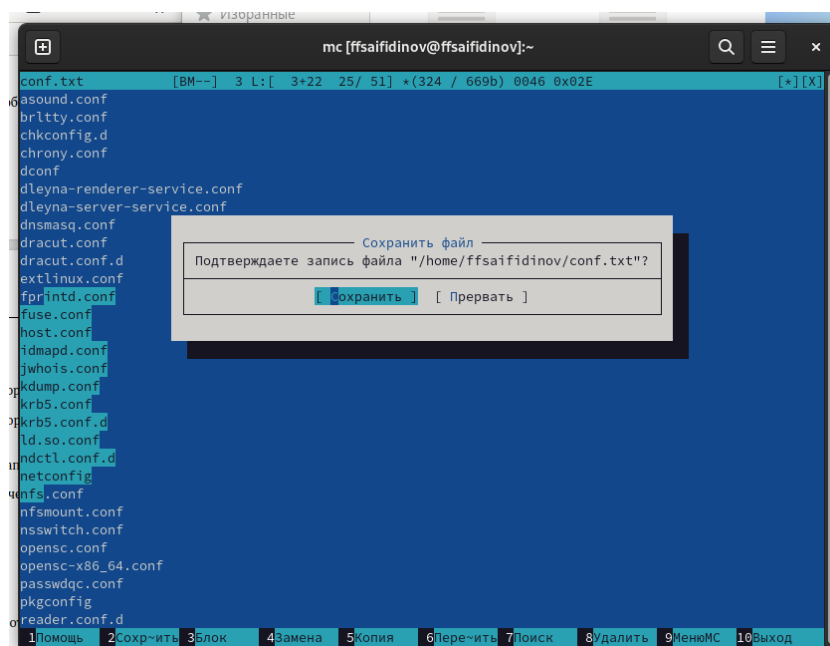 Избранные
mc [ffsaifidinov@ffsaifidinov]:~
conf.txt [BM--] 3 L:[ 3+22 25/ 51] *(324 / 669b) 0046 0x02E [*][X]
asound.conf
brltty.conf
chkconfig.d
chrony.conf
dconf
dleyna-renderer-service.conf
dleyna-server-service.conf
dnsmasq.conf
dracut.conf
dracut.conf.d
extlinux.conf
fprintd.conf
fuse.conf
host.conf
idmapd.conf
jwhois.conf
kdump.conf
krb5.conf
krb5.conf.d
ld.so.conf
ndctl.conf.d
netconfig
nfs.conf
nfsmount.conf
nsswitch.conf
opensc.conf
opensc-x86_64.conf
passwdqc.conf
pkgconfig
reader.conf.d
Сохранить файл
Подтверждаете запись файла "/home/ffsaifidinov/conf.txt"?
[ Сохранить ] [ Прервать ]
1Помощь 2Сохр~ить 3Блок 4Замена 5Копия 6Пере~ить 7Поиск 8Удалить 9МенюМС 10Выход